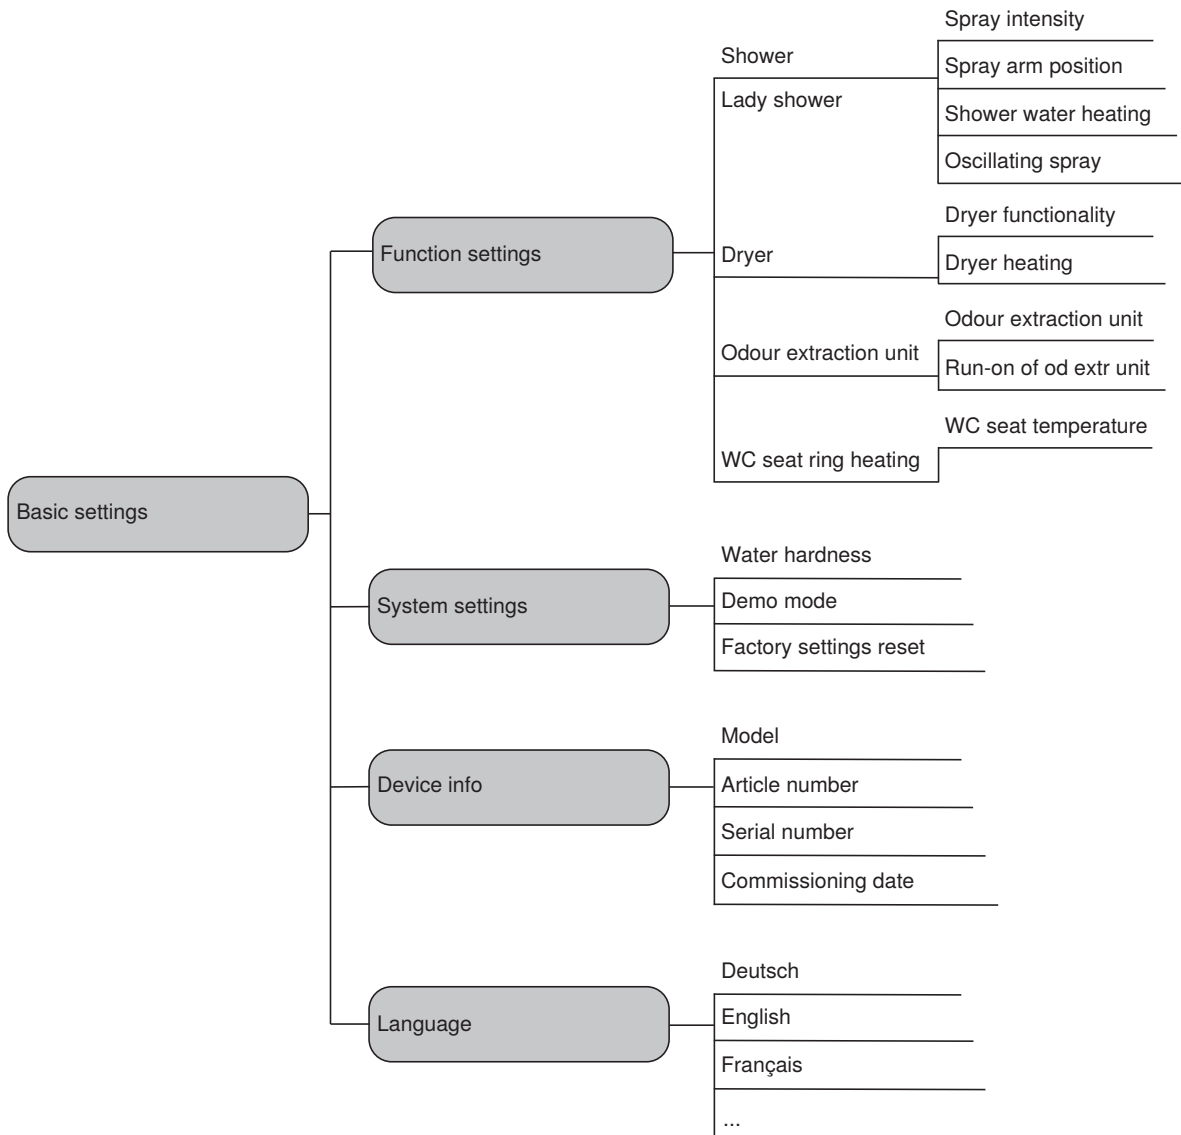 Basic settings
Function settings
Shower
Lady shower
Spray intensity
Spray arm position
Shower water heating
Oscillating spray
Dryer
Dryer functionality
Dryer heating
Odour extraction unit
Odour extraction unit
Run-on of od extr unit
WC seat ring heating
WC seat temperature
System settings
Water hardness
Demo mode
Factory settings reset
Device info
Model
Article number
Serial number
Commissioning date
Language
Deutsch
English
Français
...